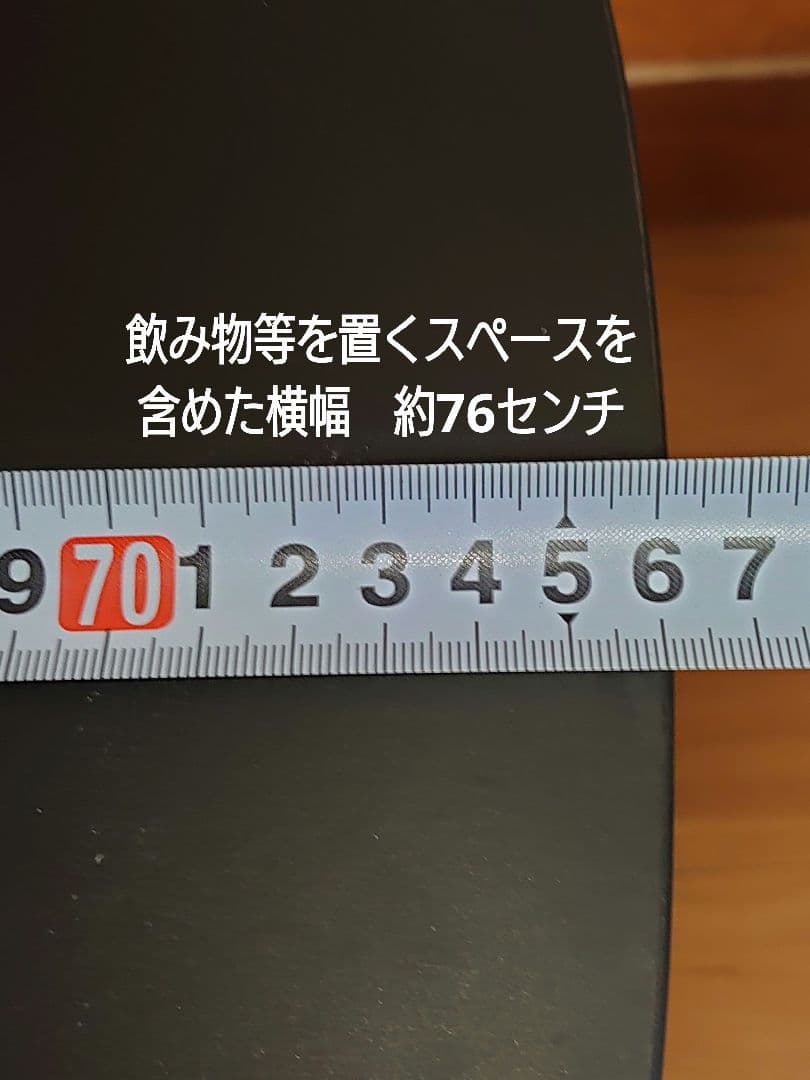 飲み物等を置くスペースを
含めた横幅　約76センチ
9 70 1 2 3 4 5 6 7